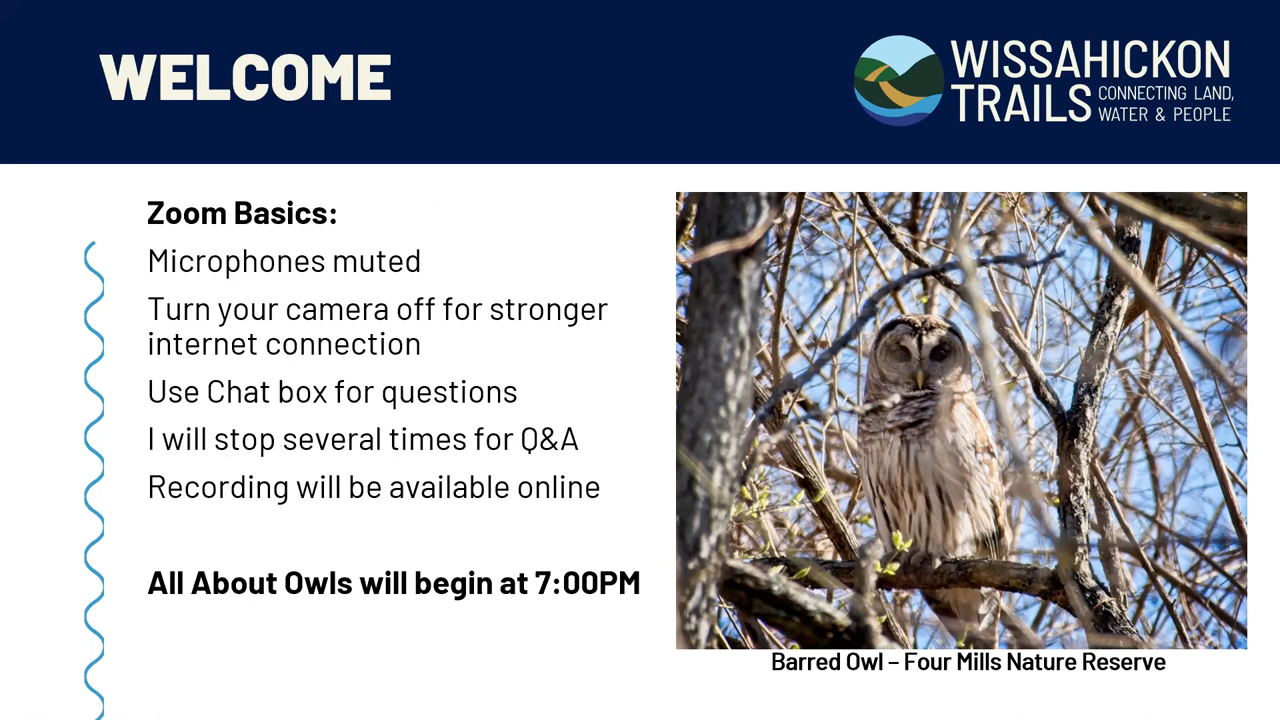 WELCOME
WISSAHICKON
TRAILS CONNECTING LAND,
WATER & PEOPLE
Zoom Basics:
Microphones muted
Turn your camera off for stronger
internet connection
Use Chat box for questions
I will stop several times for Q&A
Recording will be available online
All About Owls will begin at 7:00PM
Barred Owl – Four Mills Nature Reserve